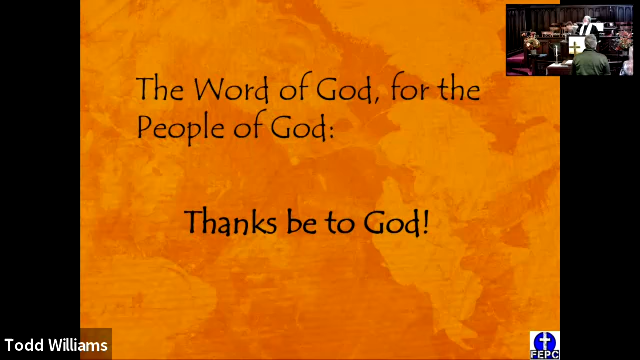 The Word of God, for the
People of God:
Thanks be to God!
Todd Williams
FEPC